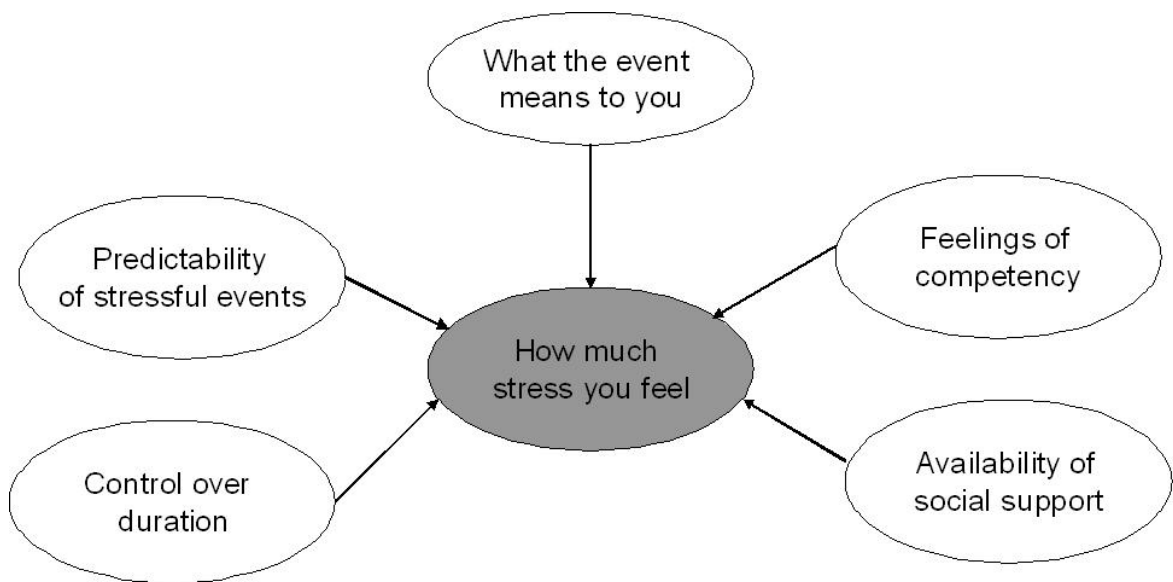 What the event
means to you
Predictability
of stressful events
Feelings of
competency
How much
stress you feel
Control over
duration
Availability of
social support